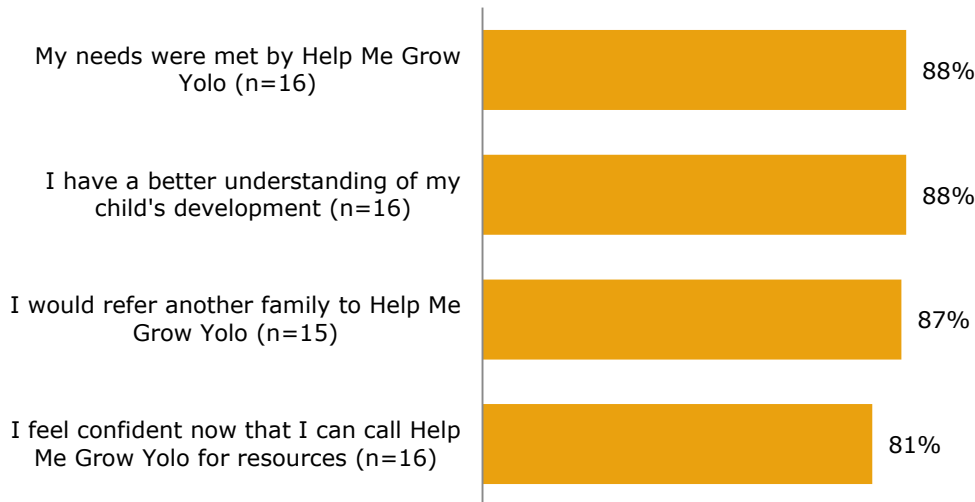 My needs were met by Help Me Grow
Yolo (n=16)
88%
I have a better understanding of my
child's development (n=16)
88%
I would refer another family to Help Me
Grow Yolo (n=15)
87%
I feel confident now that I can call Help
Me Grow Yolo for resources (n=16)
81%